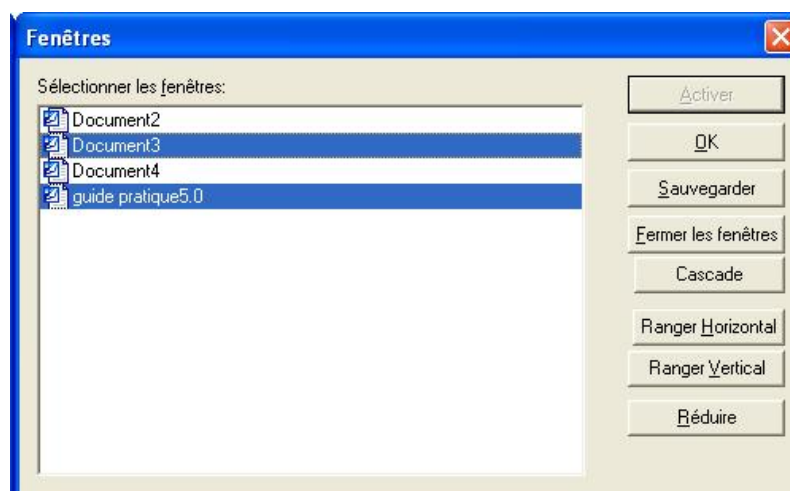 Fenêtres
Sélectionner les fenêtres:
Document2
Document3
Document4
guide pratique5.0
Activer
OK
Sauvegarder
Fermer les fenêtres
Cascade
Ranger Horizontal
Ranger Vertical
Réduire